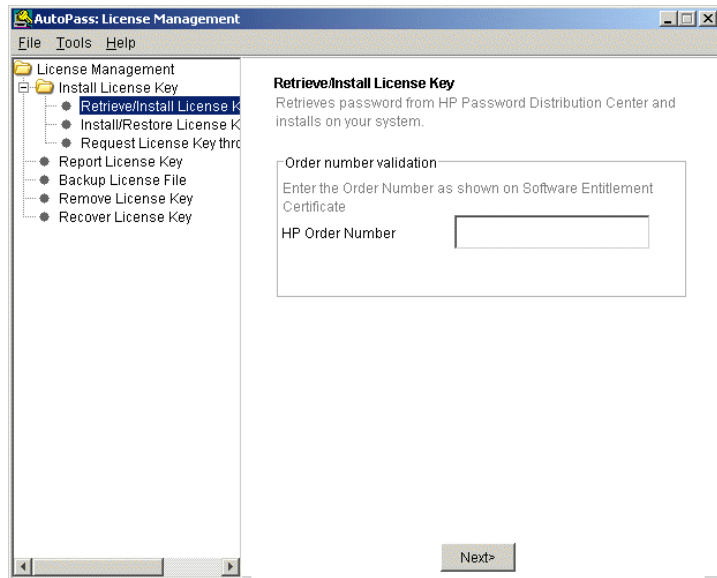 AutoPass: License Management
File Tools Help
License Management
Install License Key
Retrieve/Install License K
Install/Restore License K
Request License Key thro
Report License Key
Backup License File
Remove License Key
Recover License Key
Retrieve/Install License Key
Retrieves password from HP Password Distribution Center and
installs on your system.
Order number validation
Enter the Order Number as shown on Software Entitlement
Certificate
HP Order Number
Next>